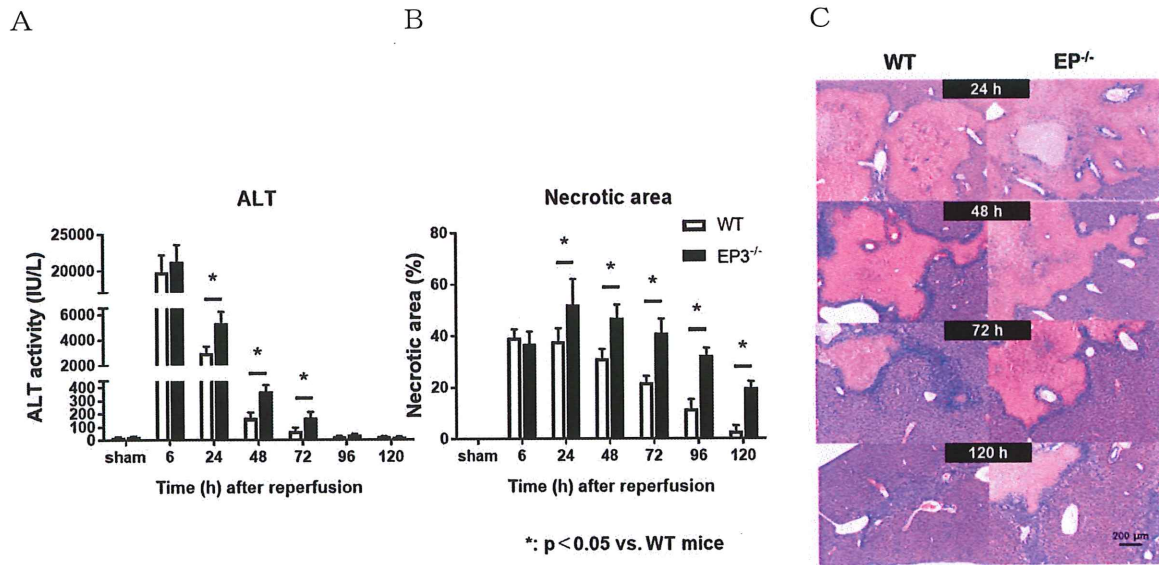 A
B
C
WT
EP-/-
24 h
48 h
72 h
120 h
200 µm
ALT
ALT activity (IU/L)
25000
20000
6000
4000
2000
400
300
200
100
0
*
*
*
sham 6 24 48 72 96 120
Time (h) after reperfusion
Necrotic area
WT
EP3-/-
Necrotic area (%)
80
60
40
20
0
*
*
*
*
*
sham 6 24 48 72 96 120
Time (h) after reperfusion
*: p<0.05 vs. WT mice